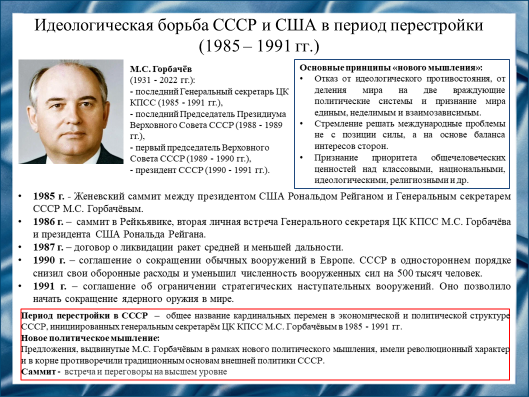 Идеологическая борьба СССР и США в период перестройки
(1985 – 1991 гг.)
М.С. Горбачёв
(1931 - 2022 гг.):
- последний Генеральный секретарь ЦК
КПСС (1985 - 1991 гг.),
- последний Председатель Президиума
Верховного Совета СССР (1988 - 1989
гг.),
- первый председатель Верховного
Совета СССР (1989 - 1990 гг.),
- президент СССР (1990 - 1991 гг.).
Основные принципы «нового мышления»:
• Отказ от идеологического противостояния, от
деления мира на две враждующие
политические системы и признание мира
единым, неделимым и взаимозависимым.
• Стремление решать международные проблемы
не с позиции силы, а на основе баланса
интересов сторон.
• Признание приоритета общечеловеческих
ценностей над классовыми, национальными,
идеологическими, религиозными и др.
• 1985 г. - Женевский саммит между президентом США Рональдом Рейганом и Генеральным секретарем
СССР М.С. Горбачёвым.
• 1986 г. – саммит в Рейкьявике, вторая личная встреча Генерального секретаря ЦК КПСС М.С. Горбачёва
и президента США Рональда Рейгана.
• 1987 г. – договор о ликвидации ракет средней и меньшей дальности.
• 1990 г. – соглашение о сокращении обычных вооружений в Европе. СССР в одностороннем порядке
снизил свои оборонные расходы и уменьшил численность вооруженных сил на 500 тысяч человек.
• 1991 г. – соглашение об ограничении стратегических наступательных вооружений. Оно позволило
начать сокращение ядерного оружия в мире.
Период перестройки в СССР – общее название кардинальных перемен в экономической и политической структуре
СССР, инициированных генеральным секретарём ЦК КПСС М.С. Горбачёвым в 1985 - 1991 гг.
Новое политическое мышление:
Предложения, выдвинутые М.С. Горбачёвым в рамках нового политического мышления, имели революционный характер
и в корне противоречили традиционным основам внешней политики СССР.
Саммит - встреча и переговоры на высшем уровне